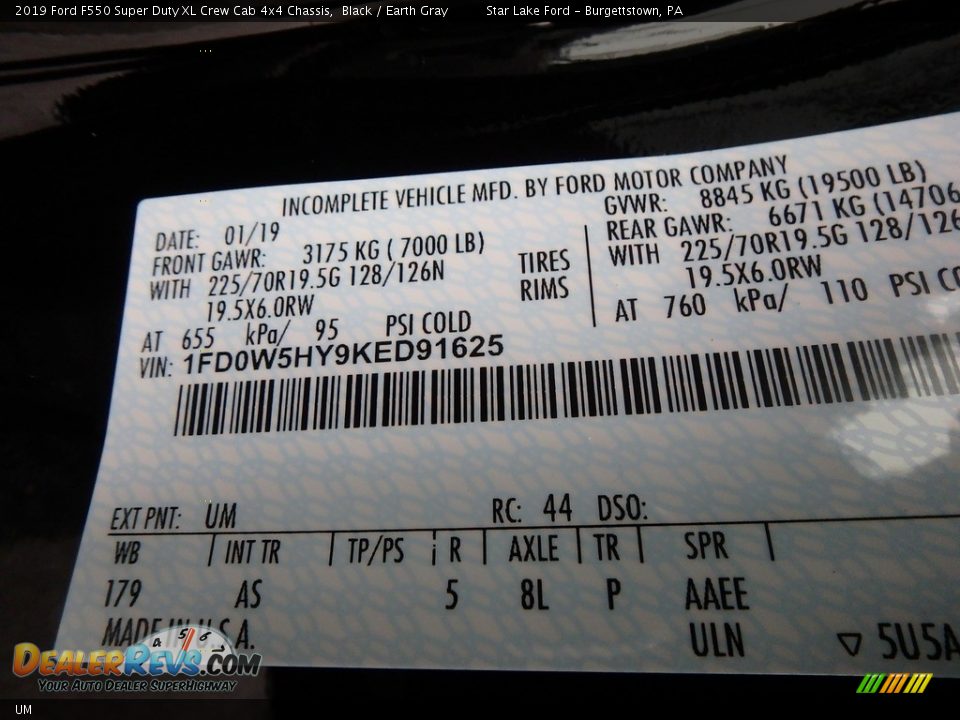 2019 Ford F550 Super Duty XL Crew Cab 4x4 Chassis, Black / Earth Gray Star Lake Ford - Burgettstown, PA
INCOMPLETE VEHICLE MFD. BY FORD MOTOR COMPANY
DATE: 01/19 GVWR: 8845 KG (19500 LB)
FRONT GAWR: 3175 KG ( 7000 LB) REAR GAWR: 6671 KG (14706
WITH 225/70R19.5G 128/126N TIRES WITH 225/70R19.5G 128/126
19.5X6.0RW RIMS 19.5X6.0RW
AT 655 kPa/ 95 PSI COLD AT 760 kPa/ 110 PSI CO
VIN: 1FD0W5HY9KED91625
EXT PNT: UM RC: 44 DSO:
WB INT TR TP/PS R AXLE TR SPR
179 AS 5 8L P AAEE
MADE IN U.S.A. ULN 5U5A
4 5 6 7
DEALERREVS.COM
YOUR AUTO DEALER SUPERHIGHWAY
UM